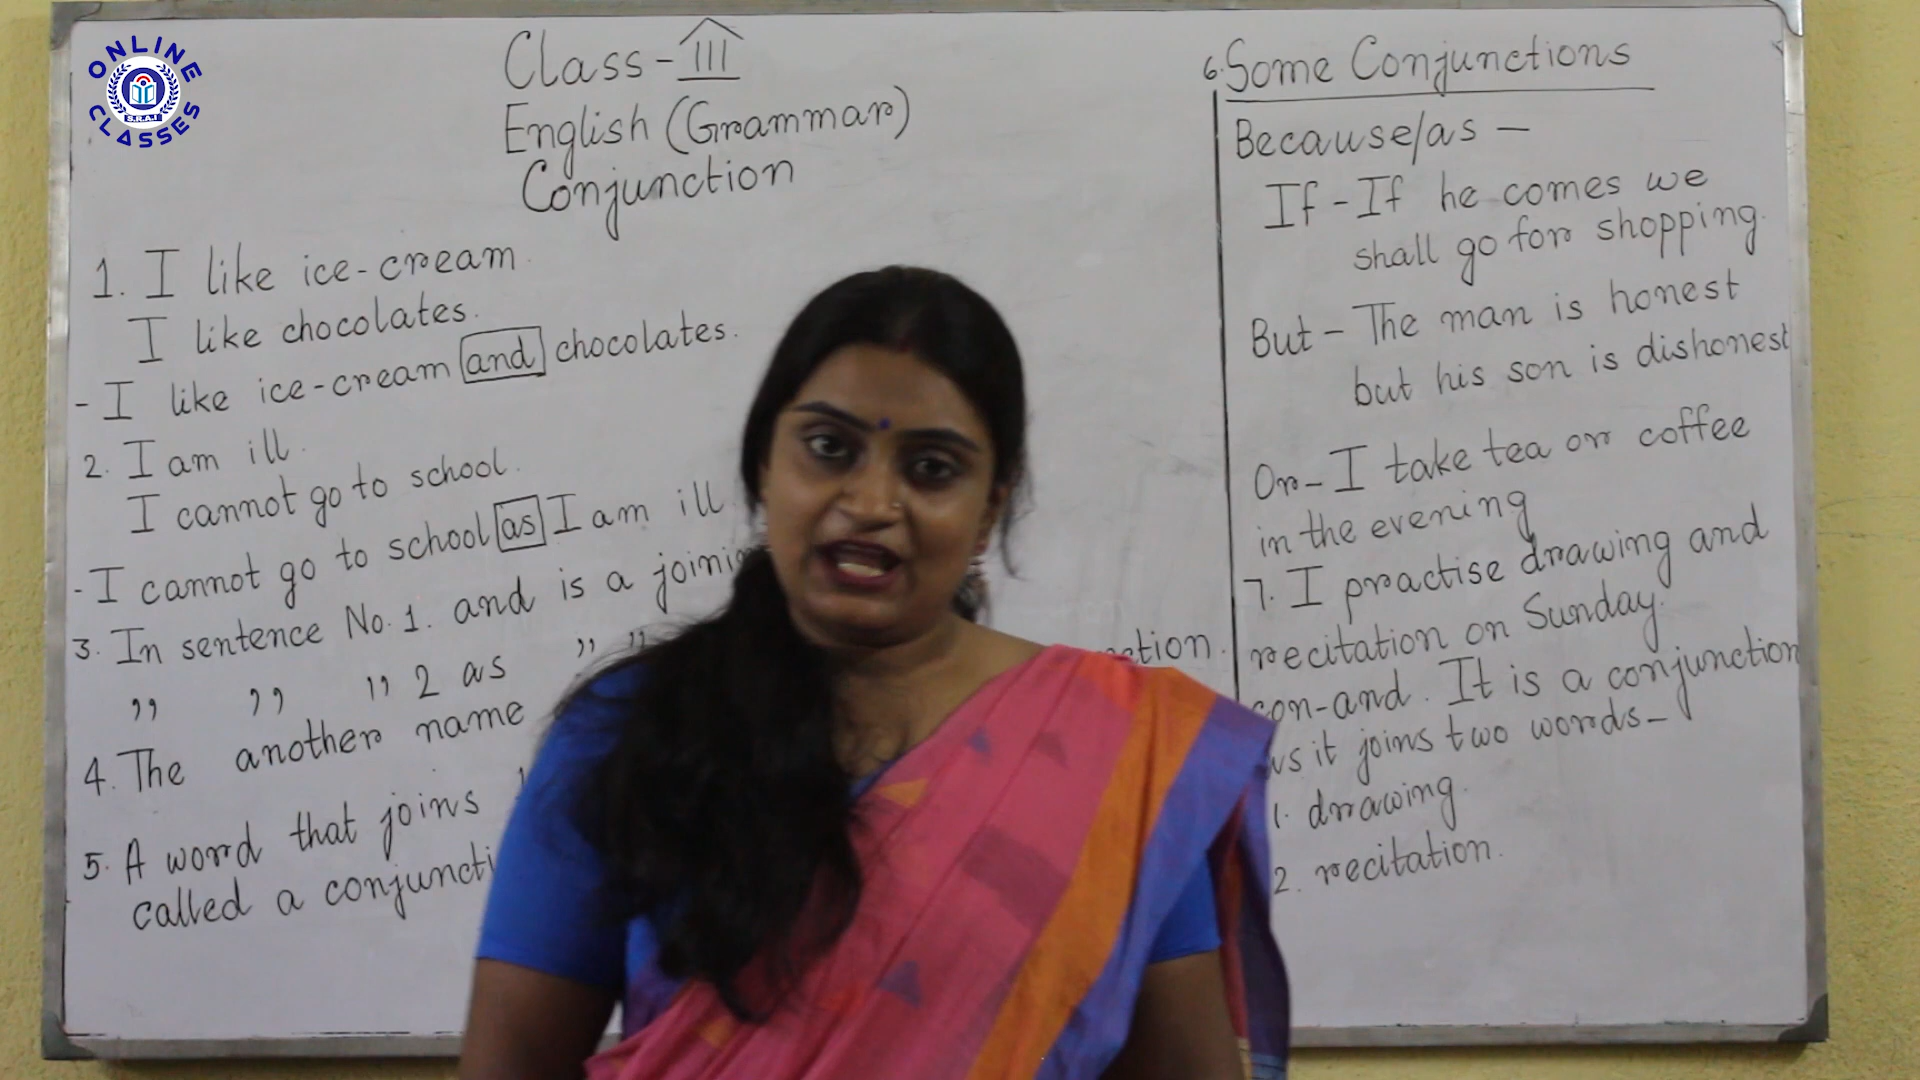 ONLINE
S.R.A.I
CLASSES
Class - III
English (Grammar)
Conjunction
1. I like ice-cream.
I like chocolates.
- I like ice-cream and chocolates.
2. I am ill.
I cannot go to school.
- I cannot go to school as I am ill
3. In sentence No. 1. and is a
,, ,, ,, 2 as ,, ,,
4. The another name
5. A word that joins
called a
6. Some Conjunctions
Because/as —
If - If he comes we
shall go for shopping.
But - The man is honest
but his son is dishonest
Or - I take tea or coffee
in the evening
7. I practise drawing and
recitation on Sunday.
con-and. It is a conjunction
as it joins two words -
1. drawing.
2. recitation.